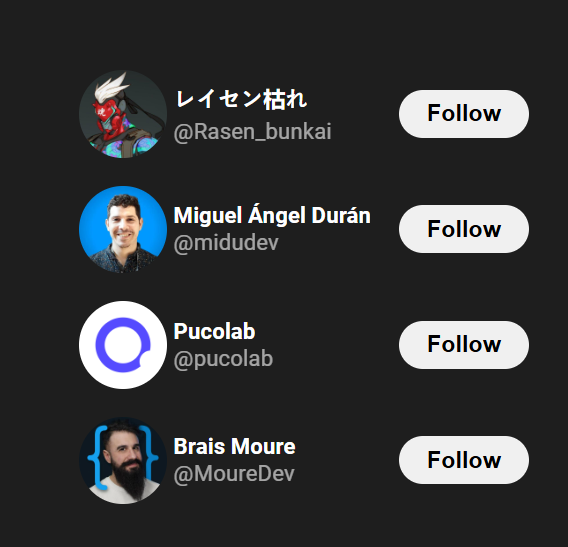 レイセン枯れ
@Rasen_bunkai
Follow
Miguel Ángel Durán
@midudev
Follow
Pucolab
@pucolab
Follow
Brais Moure
@MoureDev
Follow